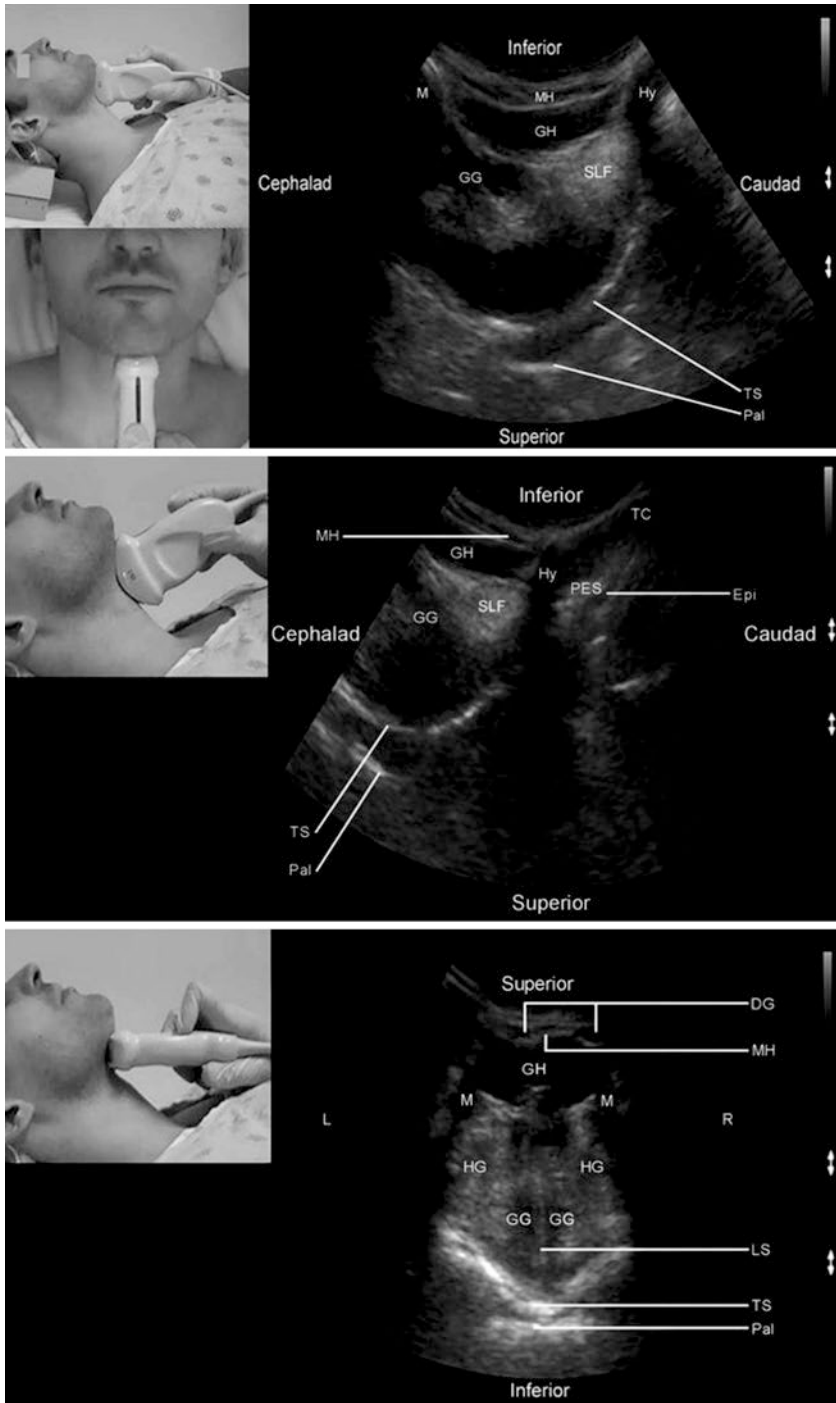 Inferior
M
MH
Hy
GH
GG
SLF
Cephalad
Caudad
TS
Pal
Superior
Inferior
TC
MH
GH
Hy
PES
Epi
GG
SLF
Cephalad
Caudad
TS
Pal
Superior
Superior
DG
MH
GH
M
M
L
R
HG
HG
GG
GG
LS
TS
Pal
Inferior